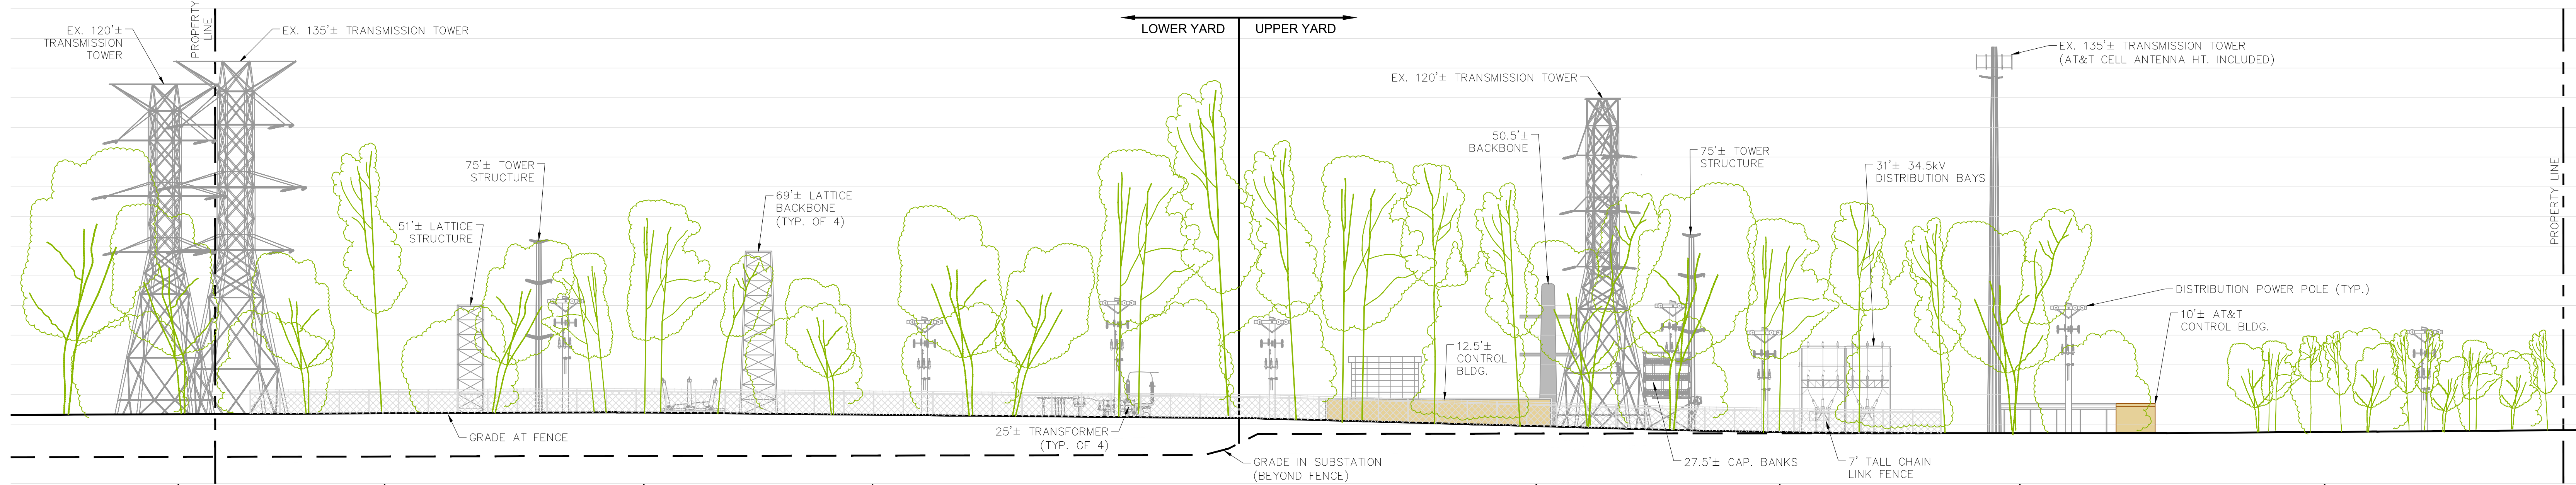 PROPERTY
LINE
EX. 120'±
TRANSMISSION
TOWER
EX. 135'± TRANSMISSION TOWER
LOWER YARD
UPPER YARD
EX. 135'± TRANSMISSION TOWER
(AT&T CELL ANTENNA HT. INCLUDED)
EX. 120'± TRANSMISSION TOWER
50.5'±
BACKBONE
75'± TOWER
STRUCTURE
75'± TOWER
STRUCTURE
31'± 34.5kV
DISTRIBUTION BAYS
PROPERTY LINE
69'± LATTICE
BACKBONE
(TYP. OF 4)
51'± LATTICE
STRUCTURE
DISTRIBUTION POWER POLE (TYP.)
10'± AT&T
CONTROL BLDG.
12.5'±
CONTROL
BLDG.
GRADE AT FENCE
25'± TRANSFORMER
(TYP. OF 4)
GRADE IN SUBSTATION
(BEYOND FENCE)
27.5'± CAP. BANKS
7' TALL CHAIN
LINK FENCE